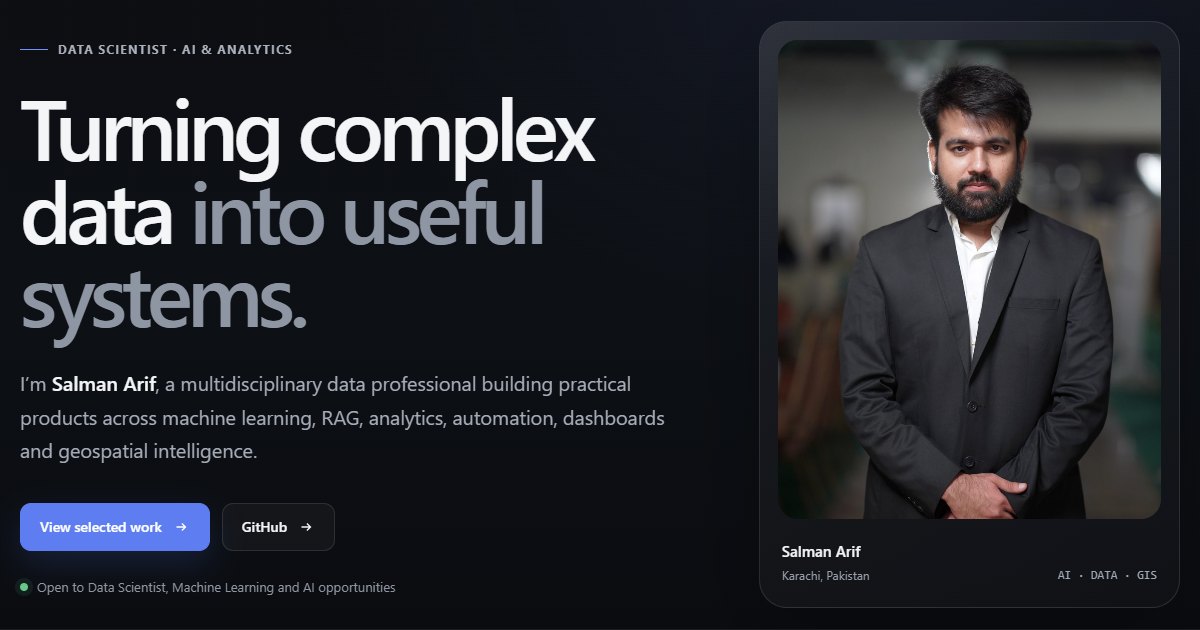 DATA SCIENTIST · AI & ANALYTICS
Turning complex
data into useful
systems.
I’m Salman Arif, a multidisciplinary data professional building practical
products across machine learning, RAG, analytics, automation, dashboards
and geospatial intelligence.
View selected work →
GitHub →
Open to Data Scientist, Machine Learning and AI opportunities
Salman Arif
Karachi, Pakistan
AI · DATA · GIS